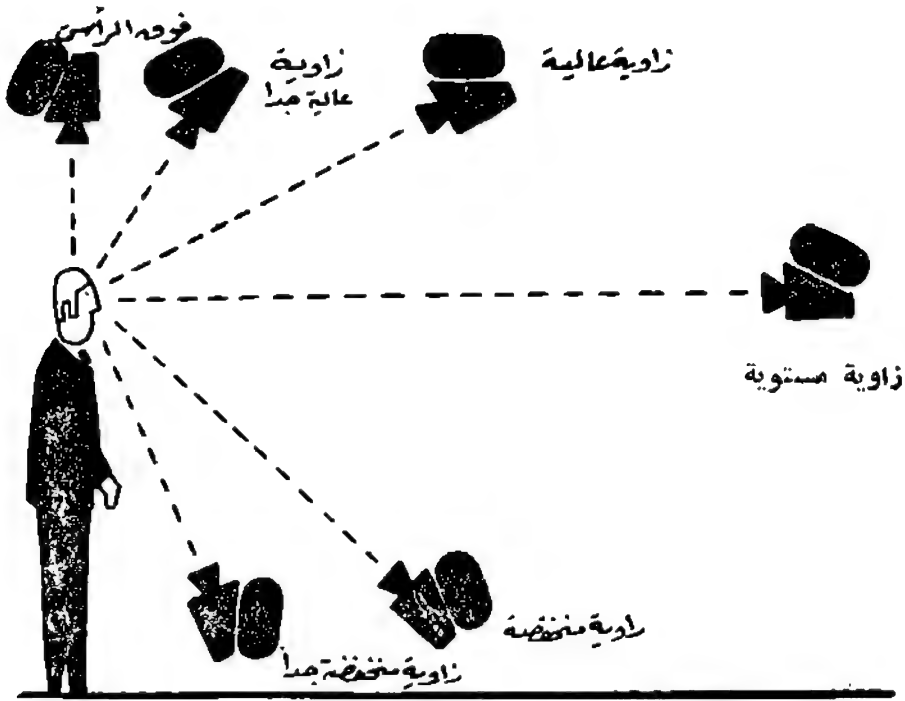 فوق الرأس
زاوية
عالية جدا
زاوية عالية
زاوية مستوية
زاوية منخفضة
زاوية منخفضة جداً